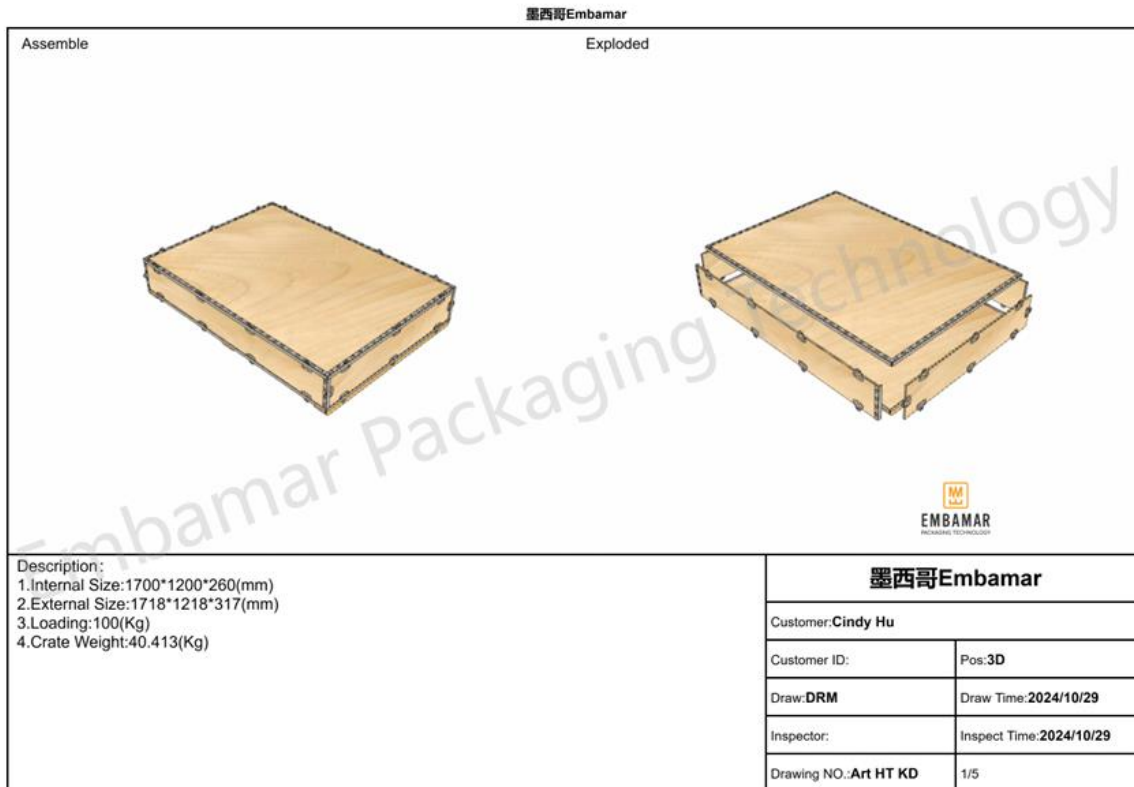 墨西哥Embamar
Assemble
Exploded
Embamar Packaging Technology
EMBAMAR
PACKAGING TECHNOLOGY
Description:
1.Internal Size:1700*1200*260(mm)
2.External Size:1718*1218*317(mm)
3.Loading:100(Kg)
4.Crate Weight:40.413(Kg)
墨西哥Embamar
Customer:Cindy Hu
Customer ID:
Pos:3D
Draw:DRM
Draw Time:2024/10/29
Inspector:
Inspect Time:2024/10/29
Drawing NO.:Art HT KD
1/5